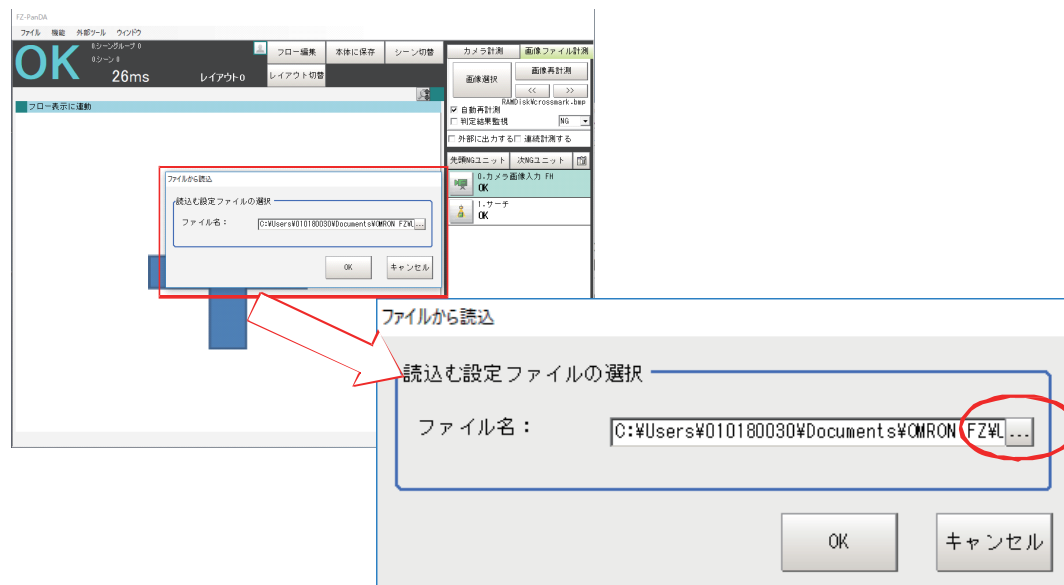 FZ-PanDA
ファイル 機能 外部ツール ウィンドウ
OK
0.シーングループ 0
0.シーン 0
26ms
レイアウト0
フロー編集
本体に保存
シーン切替
レイアウト切替
フロー表示に連動
カメラ計測
画像ファイル計測
画像選択
画像再計測
<<
>>
RAMDisk¥crossmark.bmp
自動再計測
判定結果監視
NG
外部に出力する
連続計測する
先頭NGユニット
次NGユニット
0.カメラ画像入力 FH
OK
1.サーチ
OK
ファイルから読込
読込む設定ファイルの選択
ファイル名：
C:¥Users¥010180030¥Documents¥OMRON FZ¥U
...
OK
キャンセル
ファイルから読込
読込む設定ファイルの選択
ファイル名：
C:¥Users¥010180030¥Documents¥OMRON FZ¥U
...
OK
キャンセル